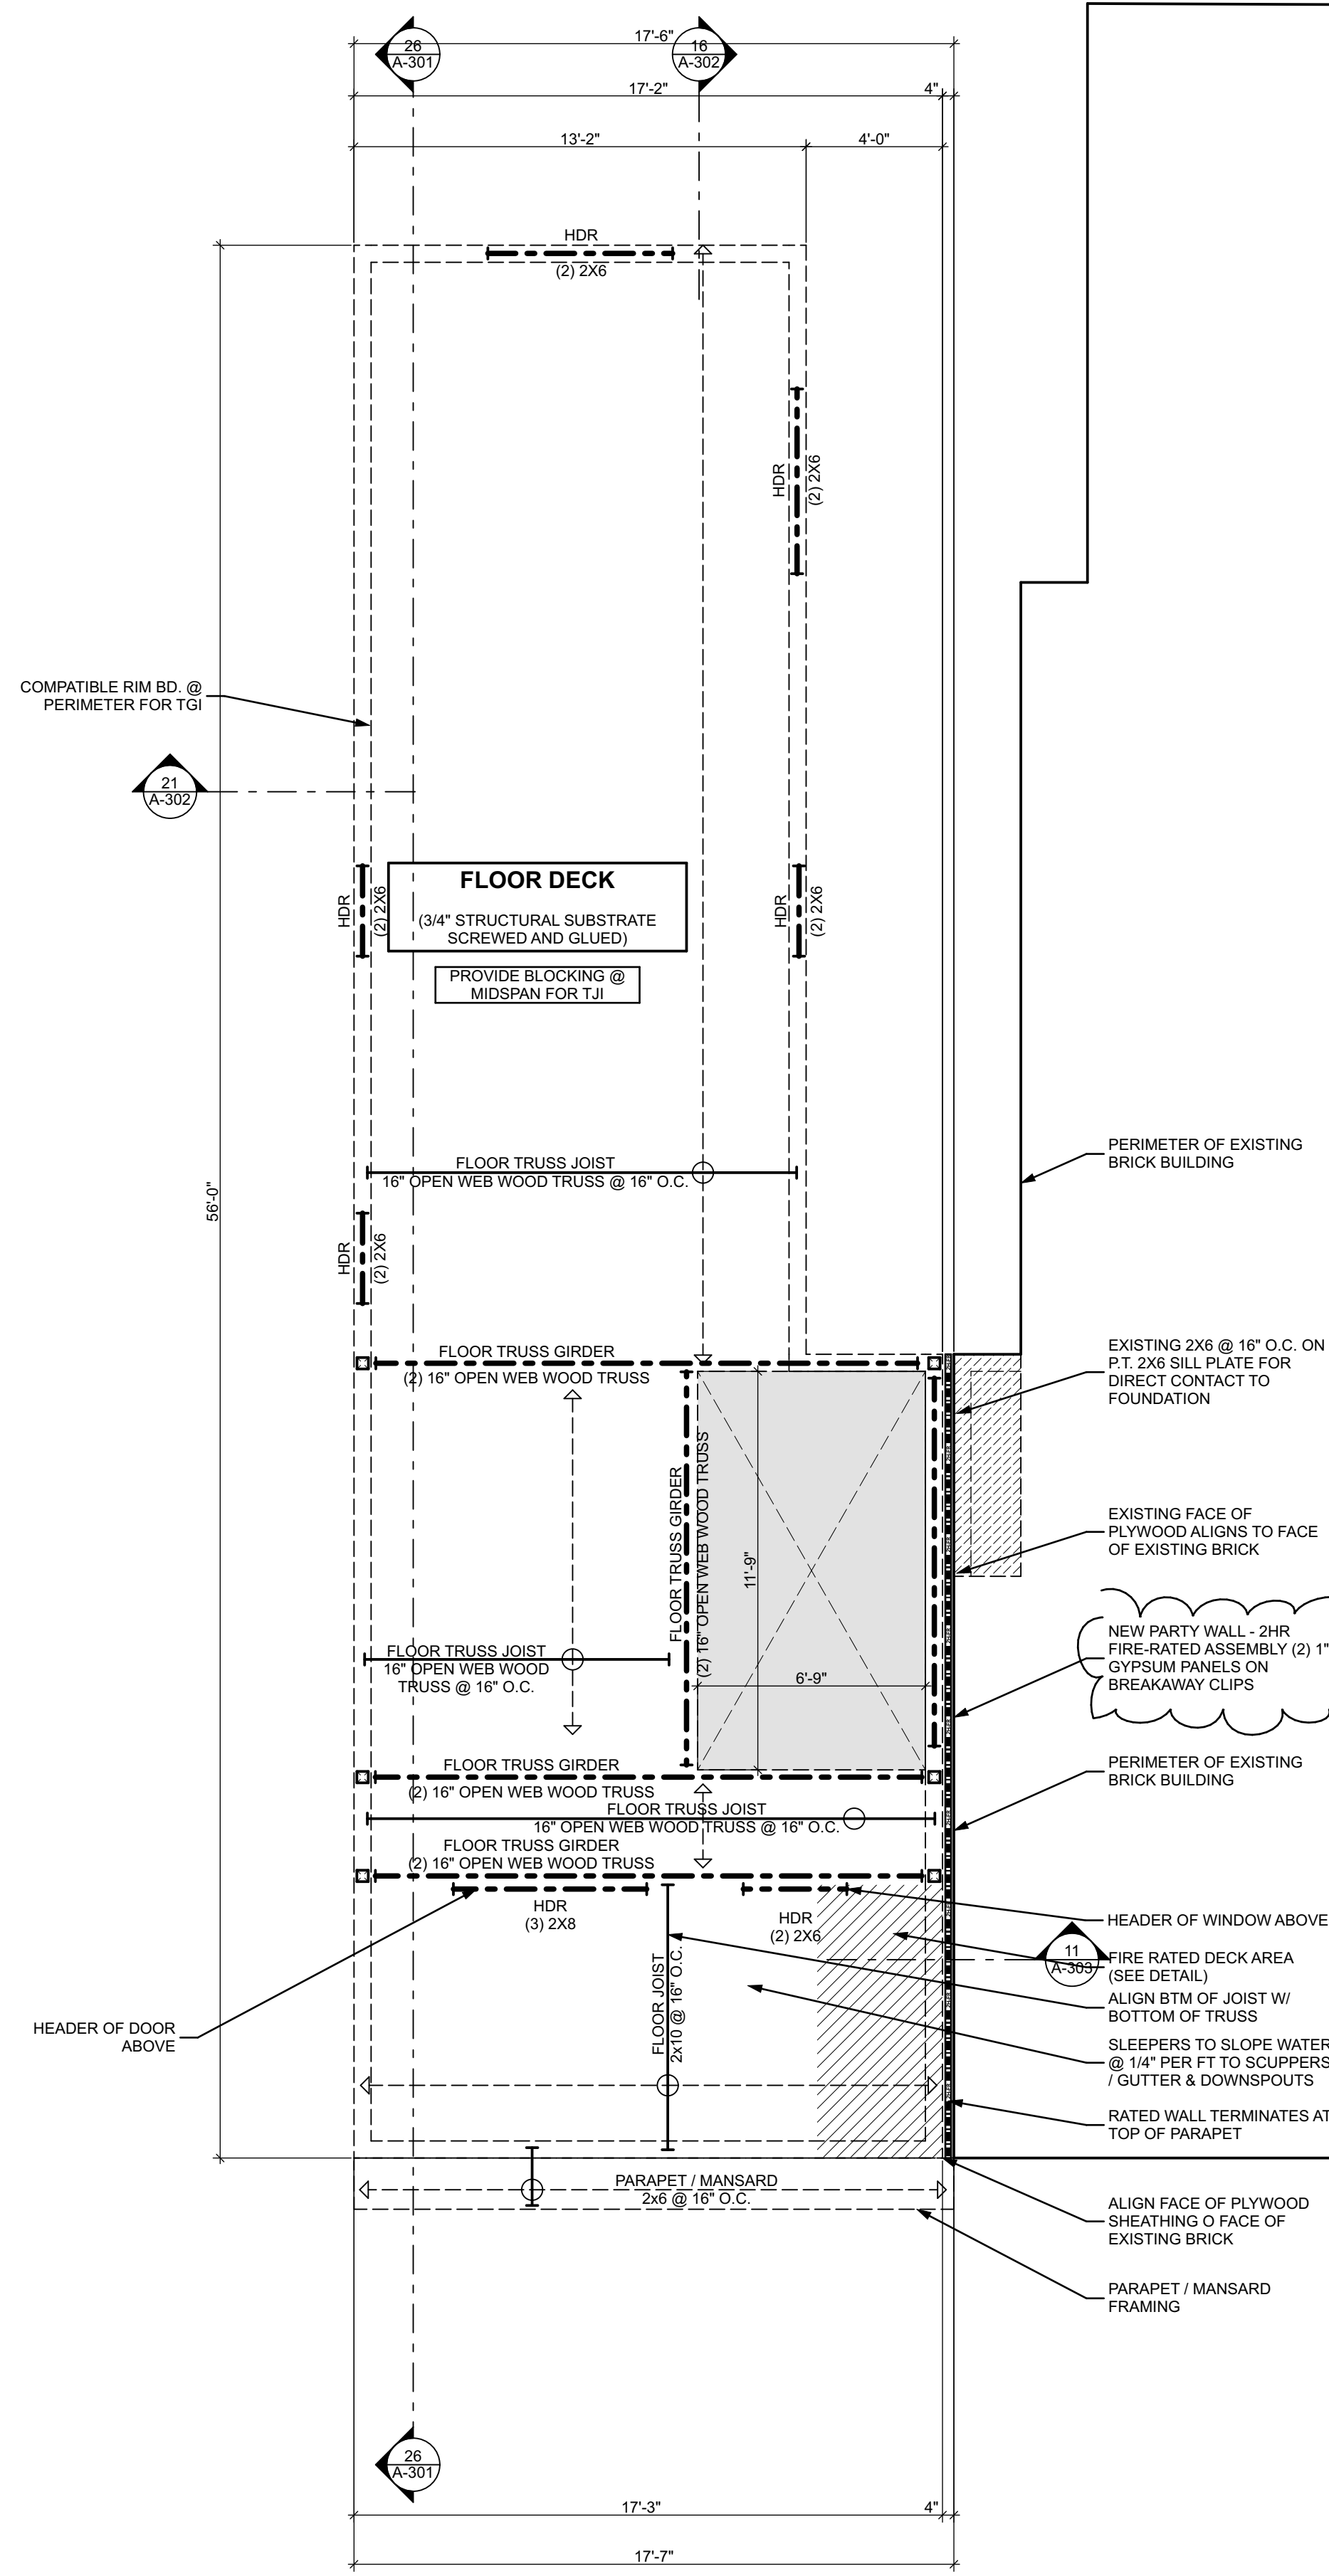 17'-6"
26
A-301
16
A-302
17'-2"
4"
13'-2"
4'-0"
HDR
(2) 2X6
HDR
(2) 2X6
COMPATIBLE RIM BD. @
PERIMETER FOR TGI
21
A-302
HDR
(2) 2X6
FLOOR DECK
(3/4" STRUCTURAL SUBSTRATE
SCREWED AND GLUED)
HDR
(2) 2X6
PROVIDE BLOCKING @
MIDSPAN FOR TJI
PERIMETER OF EXISTING
BRICK BUILDING
FLOOR TRUSS JOIST
16" OPEN WEB WOOD TRUSS @ 16" O.C.
56'-0"
HDR
(2) 2X6
FLOOR TRUSS GIRDER
(2) 16" OPEN WEB WOOD TRUSS
EXISTING 2X6 @ 16" O.C. ON
P.T. 2X6 SILL PLATE FOR
DIRECT CONTACT TO
FOUNDATION
FLOOR TRUSS GIRDER
(2) 16" OPEN WEB WOOD TRUSS
11'-9"
6'-9"
EXISTING FACE OF
PLYWOOD ALIGNS TO FACE
OF EXISTING BRICK
NEW PARTY WALL - 2HR
FIRE-RATED ASSEMBLY (2) 1"
GYPSUM PANELS ON
BREAKAWAY CLIPS
FLOOR TRUSS JOIST
16" OPEN WEB WOOD
TRUSS @ 16" O.C.
FLOOR TRUSS GIRDER
(2) 16" OPEN WEB WOOD TRUSS
PERIMETER OF EXISTING
BRICK BUILDING
FLOOR TRUSS JOIST
16" OPEN WEB WOOD TRUSS @ 16" O.C.
FLOOR TRUSS GIRDER
(2) 16" OPEN WEB WOOD TRUSS
HDR
(3) 2X8
HDR
(2) 2X6
HEADER OF WINDOW ABOVE
11
A-303
FIRE RATED DECK AREA
(SEE DETAIL)
FLOOR JOIST
2x10 @ 16" O.C.
ALIGN BTM OF JOIST W/
BOTTOM OF TRUSS
HEADER OF DOOR
ABOVE
SLEEPERS TO SLOPE WATER
@ 1/4" PER FT TO SCUPPERS
/ GUTTER & DOWNSPOUTS
RATED WALL TERMINATES AT
TOP OF PARAPET
PARAPET / MANSARD
2x6 @ 16" O.C.
ALIGN FACE OF PLYWOOD
SHEATHING O FACE OF
EXISTING BRICK
PARAPET / MANSARD
FRAMING
26
A-301
17'-3"
4"
17'-7"